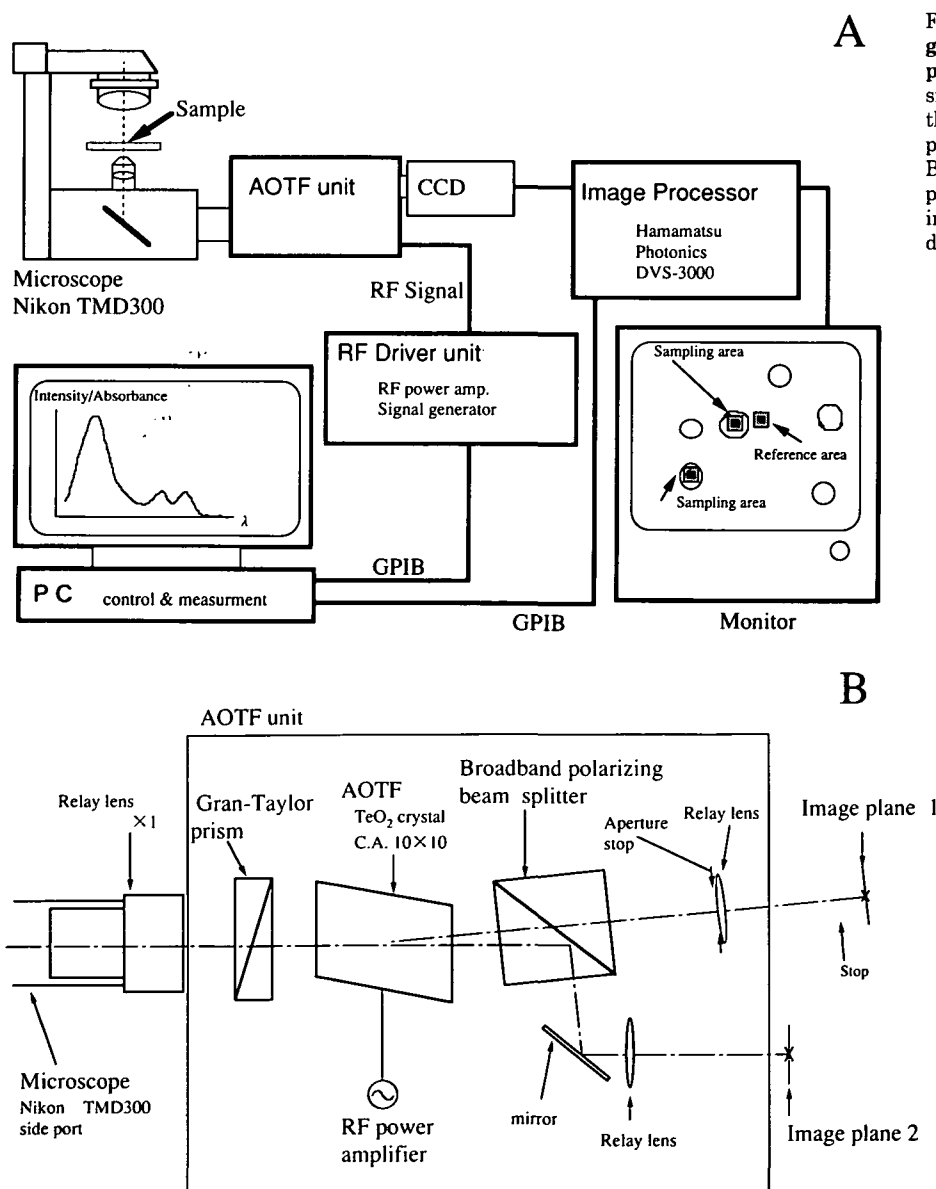 A
Sample
AOTF unit
CCD
Image Processor
Hamamatsu
Photonics
DVS-3000
Microscope
Nikon TMD300
RF Signal
RF Driver unit
RF power amp.
Signal generator
Intensity/Absorbance
λ
Sampling area
Reference area
Sampling area
GPIB
PC control & measurment
GPIB
Monitor
B
AOTF unit
Relay lens
×1
Gran-Taylor
prism
AOTF
TeO₂ crystal
C.A. 10×10
Broadband polarizing
beam splitter
Aperture
stop
Relay lens
Image plane 1
Stop
Microscope
Nikon TMD300
side port
RF power
amplifier
mirror
Relay lens
Image plane 2